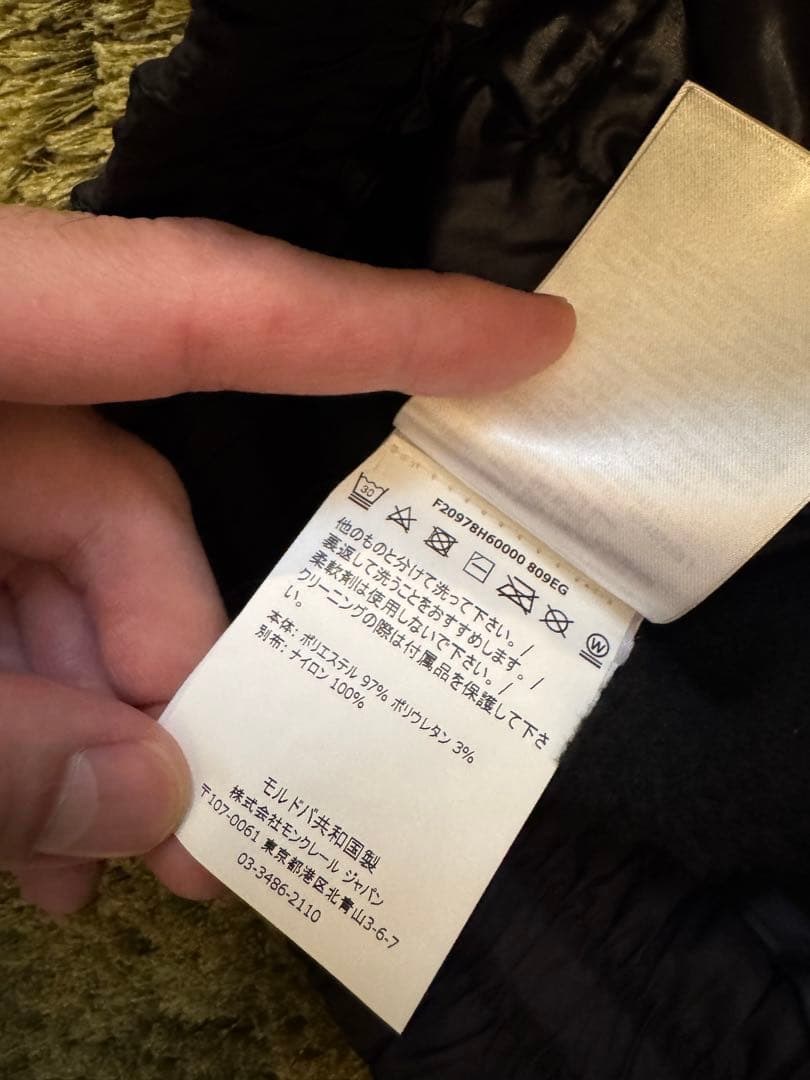 F20978H60000 809EG
30
W
他のものと分けて洗って下さい。/
裏返して洗うことをおすすめします。/
柔軟剤は使用しないで下さい。/
クリーニングの際は付属品を保護して下さ
い。
本体: ポリエステル 97% ポリウレタン 3%
別布: ナイロン 100%
モルドバ共和国製
株式会社モンクレール ジャパン
〒107-0061 東京都港区北青山3-6-7
03-3486-2110